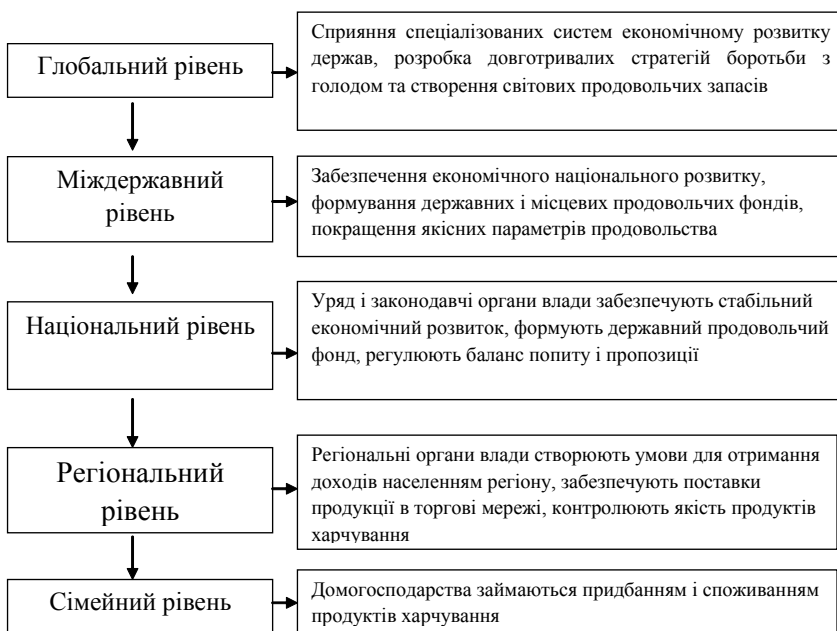 Глобальний рівень
Сприяння спеціалізованих систем економічному розвитку
держав, розробка довготривалих стратегій боротьби з
голодом та створення світових продовольчих запасів
Міждержавний
рівень
Забезпечення економічного національного розвитку,
формування державних і місцевих продовольчих фондів,
покращення якісних параметрів продовольства
Національний рівень
Уряд і законодавчі органи влади забезпечують стабільний
економічний розвиток, формують державний продовольчий
фонд, регулюють баланс попиту і пропозиції
Регіональний
рівень
Регіональні органи влади створюють умови для отримання
доходів населенням регіону, забезпечують поставки
продукції в торгові мережі, контролюють якість продуктів
харчування
Сімейний рівень
Домогосподарства займаються придбанням і споживанням
продуктів харчування